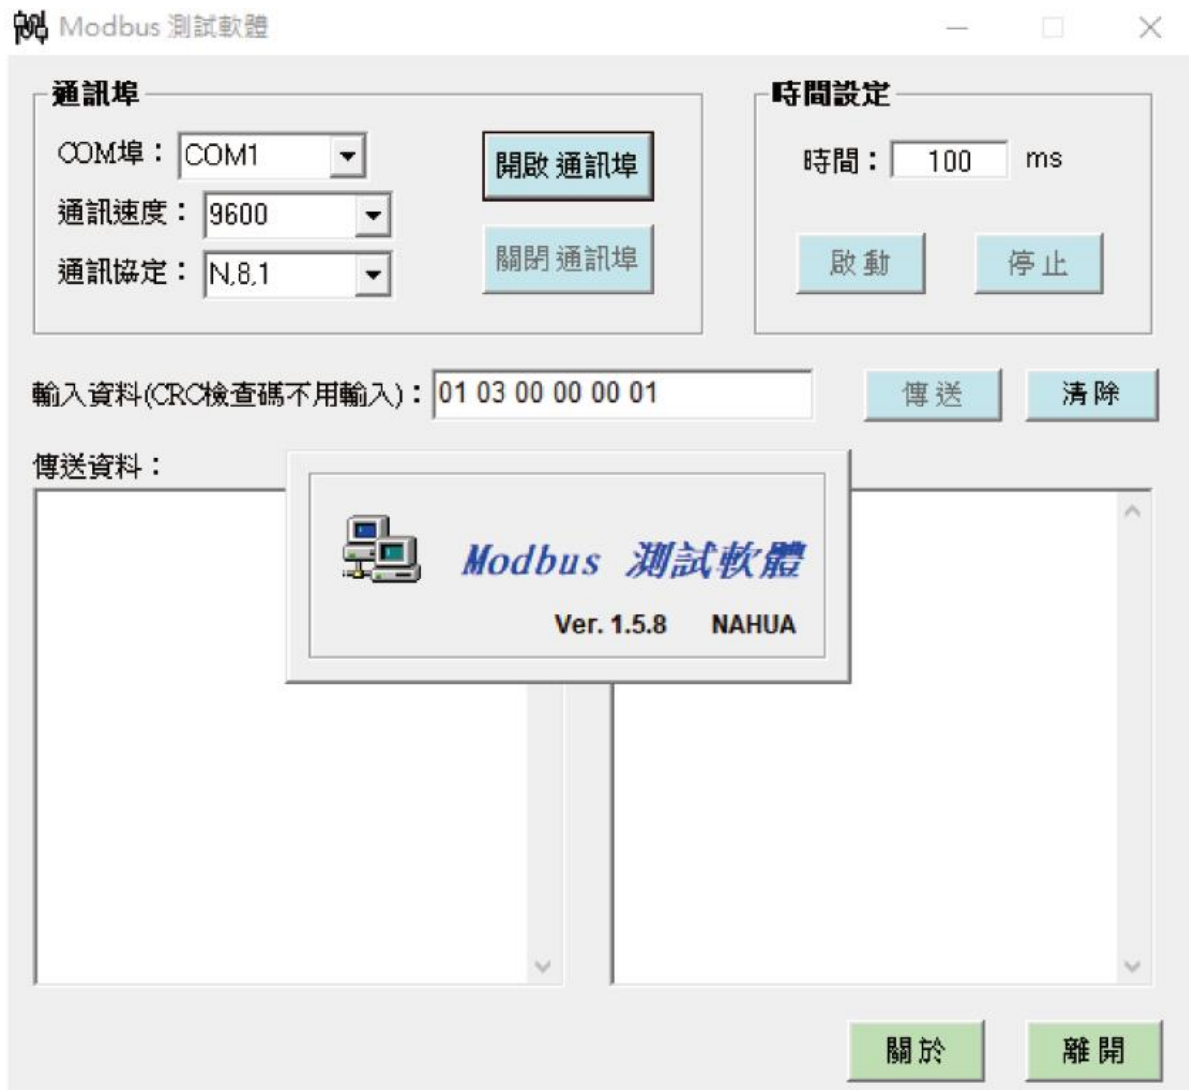 Modbus 測試軟體
通訊埠
COM埠： COM1
開啟 通訊埠
通訊速度： 9600
關閉 通訊埠
通訊協定： N,8,1
時間設定
時間： 100 ms
啟 動
停 止
輸入資料(CRC檢查碼不用輸入)： 01 03 00 00 00 01
傳 送
清 除
傳送資料：
Modbus 測試軟體
Ver. 1.5.8 NAHUA
關 於
離 開